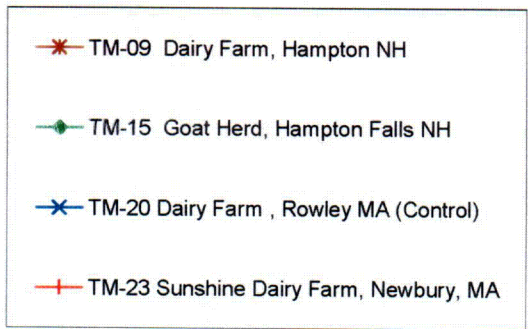 TM-09 Dairy Farm, Hampton NH
TM-15 Goat Herd, Hampton Falls NH
TM-20 Dairy Farm , Rowley MA (Control)
TM-23 Sunshine Dairy Farm, Newbury, MA